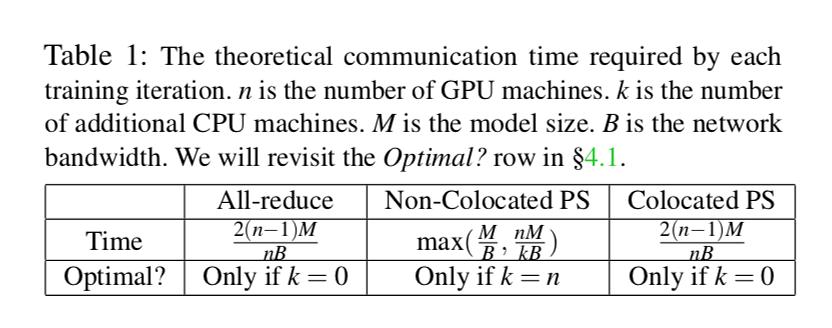 Table 1: The theoretical communication time required by each
training iteration. n is the number of GPU machines. k is the number
of additional CPU machines. M is the model size. B is the network
bandwidth. We will revisit the Optimal? row in §4.1.
All-reduce Non-Colocated PS Colocated PS
Time 2(n−1)M/nB max(M/B, nM/kB) 2(n−1)M/nB
Optimal? Only if k = 0 Only if k = n Only if k = 0